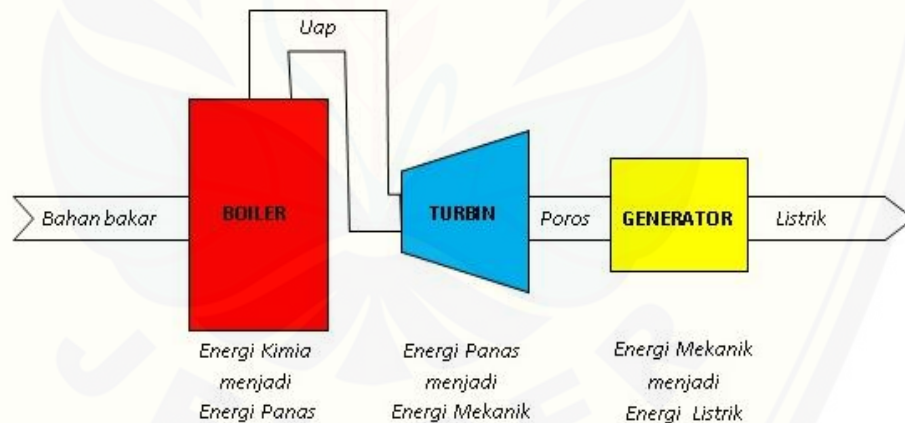 Uap
Bahan bakar
BOILER
TURBIN
Poros
GENERATOR
Listrik
Energi Kimia
menjadi
Energi Panas
Energi Panas
menjadi
Energi Mekanik
Energi Mekanik
menjadi
Energi Listrik